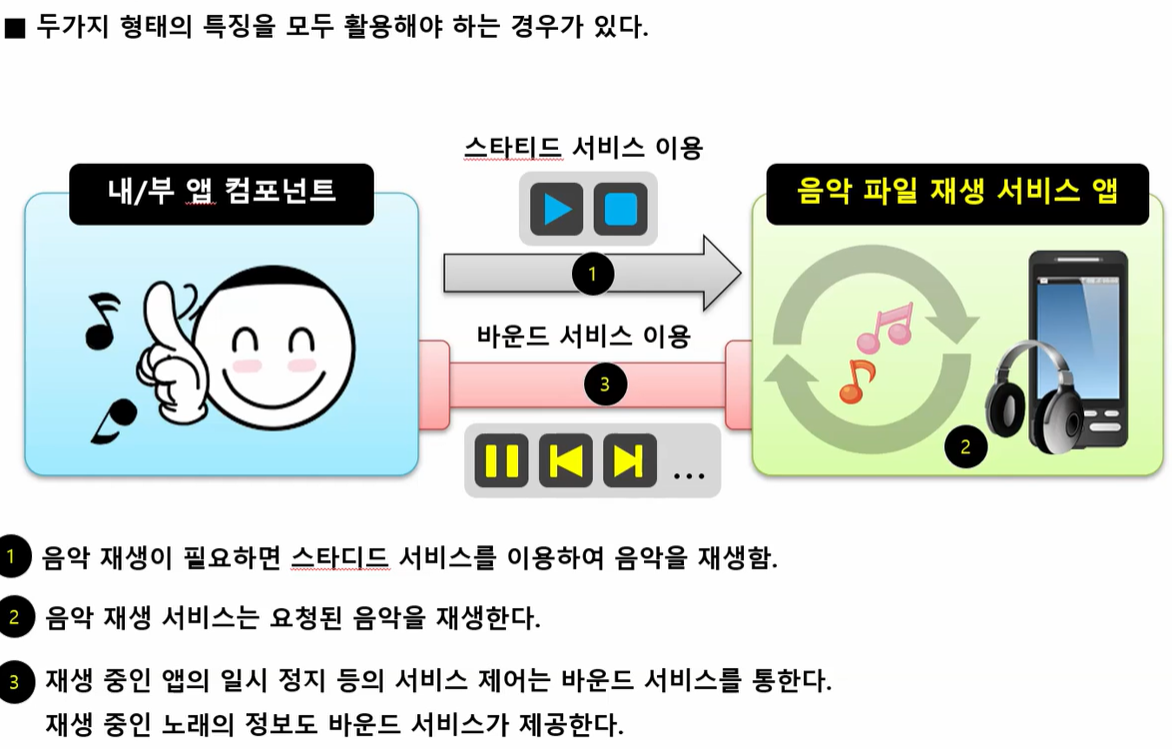 ■ 두가지 형태의 특징을 모두 활용해야 하는 경우가 있다.
스타티드 서비스 이용
내/부 앱 컴포넌트
음악 파일 재생 서비스 앱
1
바운드 서비스 이용
3
2
...
1 음악 재생이 필요하면 스타디드 서비스를 이용하여 음악을 재생함.
2 음악 재생 서비스는 요청된 음악을 재생한다.
3 재생 중인 앱의 일시 정지 등의 서비스 제어는 바운드 서비스를 통한다.
재생 중인 노래의 정보도 바운드 서비스가 제공한다.